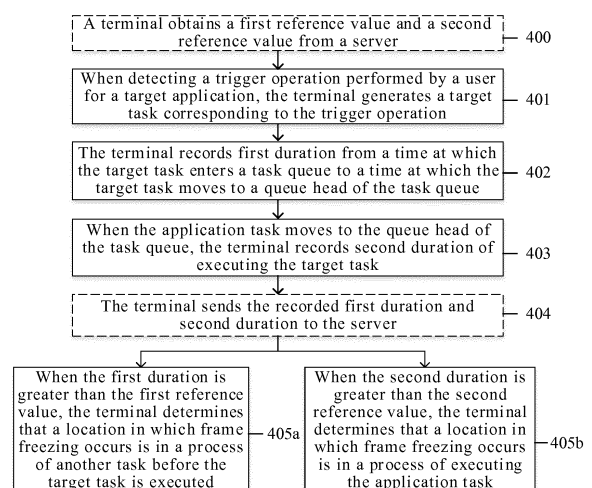 A terminal obtains a first reference value and a second
reference value from a server
400
When detecting a trigger operation performed by a user
for a target application, the terminal generates a target
task corresponding to the trigger operation
401
The terminal records first duration from a time at which
the target task enters a task queue to a time at which the
target task moves to a queue head of the task queue
402
When the application task moves to the queue head of
the task queue, the terminal records second duration of
executing the target task
403
The terminal sends the recorded first duration and
second duration to the server
404
When the first duration is
greater than the first reference
value, the terminal determines
that a location in which frame
freezing occurs is in a process
of another task before the
target task is executed
405a
When the second duration is
greater than the second
reference value, the terminal
determines that a location in
which frame freezing occurs
is in a process of executing
the application task
405b